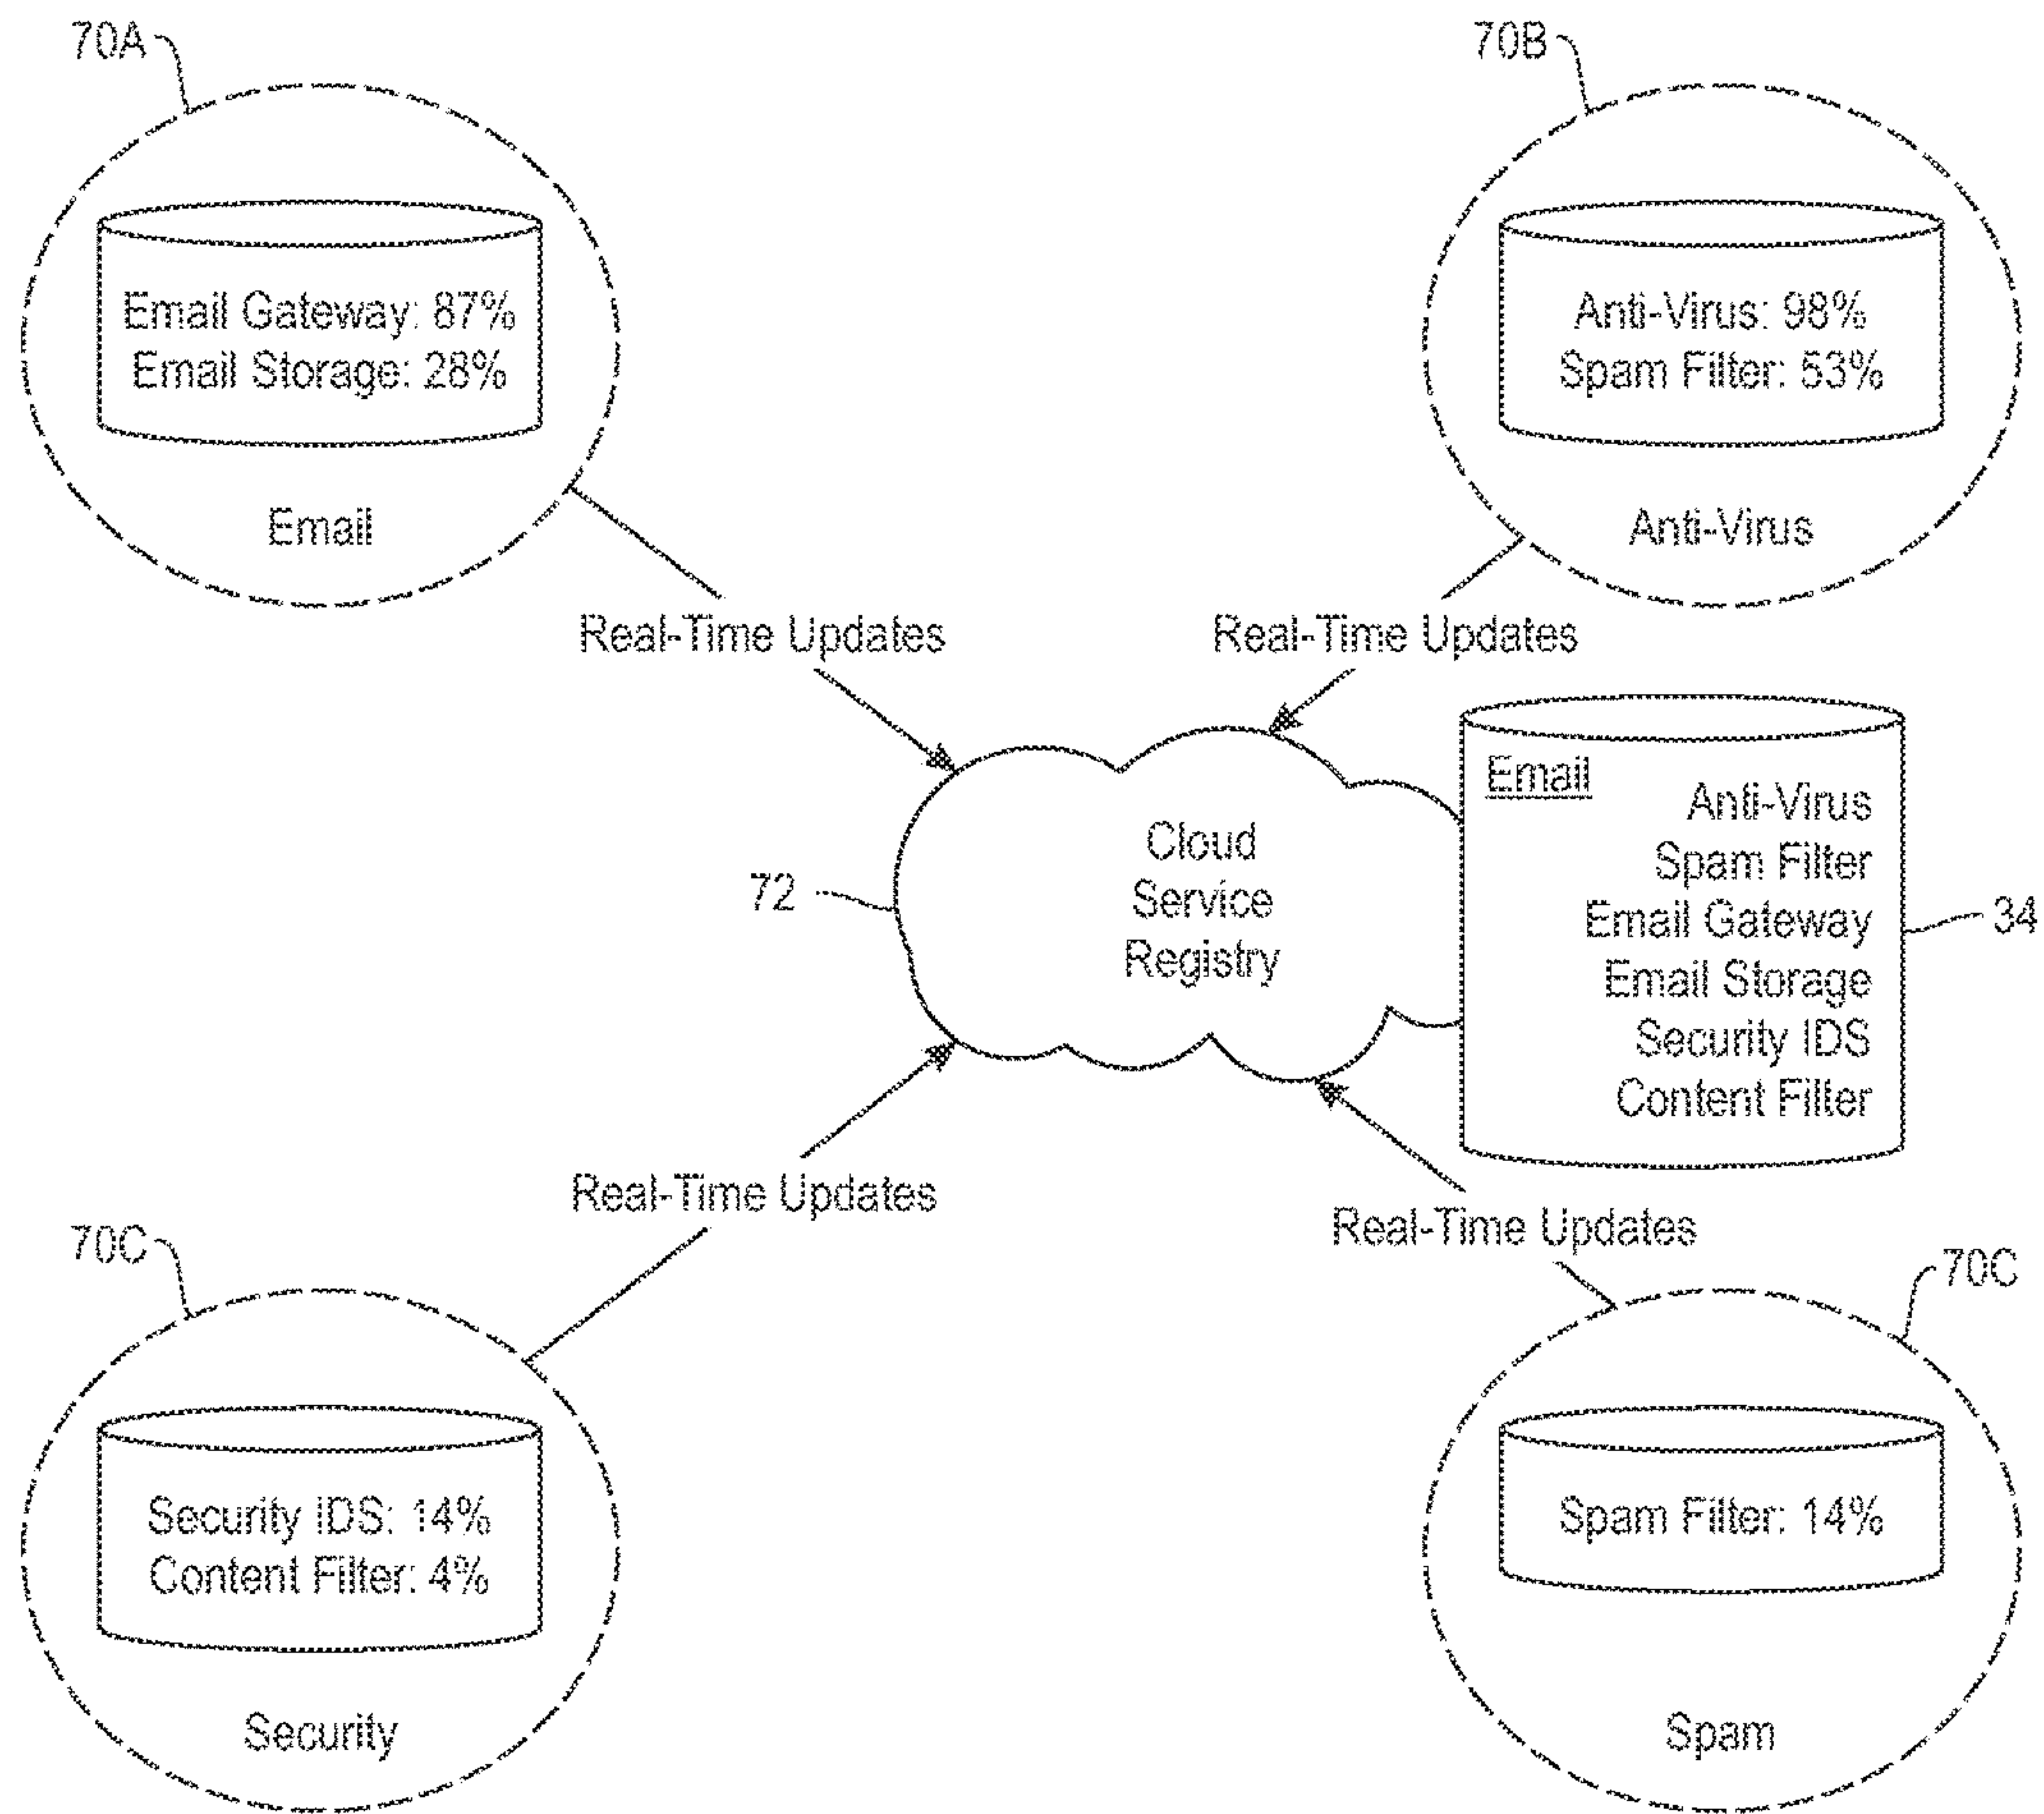 70A
70B
Email Gateway: 87%
Email Storage: 28%
Email
Anti-Virus: 98%
Spam Filter: 53%
Anti-Virus
Real-Time Updates
Real-Time Updates
Cloud
Service
Registry
72
Email
Anti-Virus
Spam Filter
Email Gateway
Email Storage
Security IDS
Content Filter
34
Real-Time Updates
Real-Time Updates
70C
70C
Security IDS: 14%
Content Filter: 4%
Security
Spam Filter: 14%
Spam